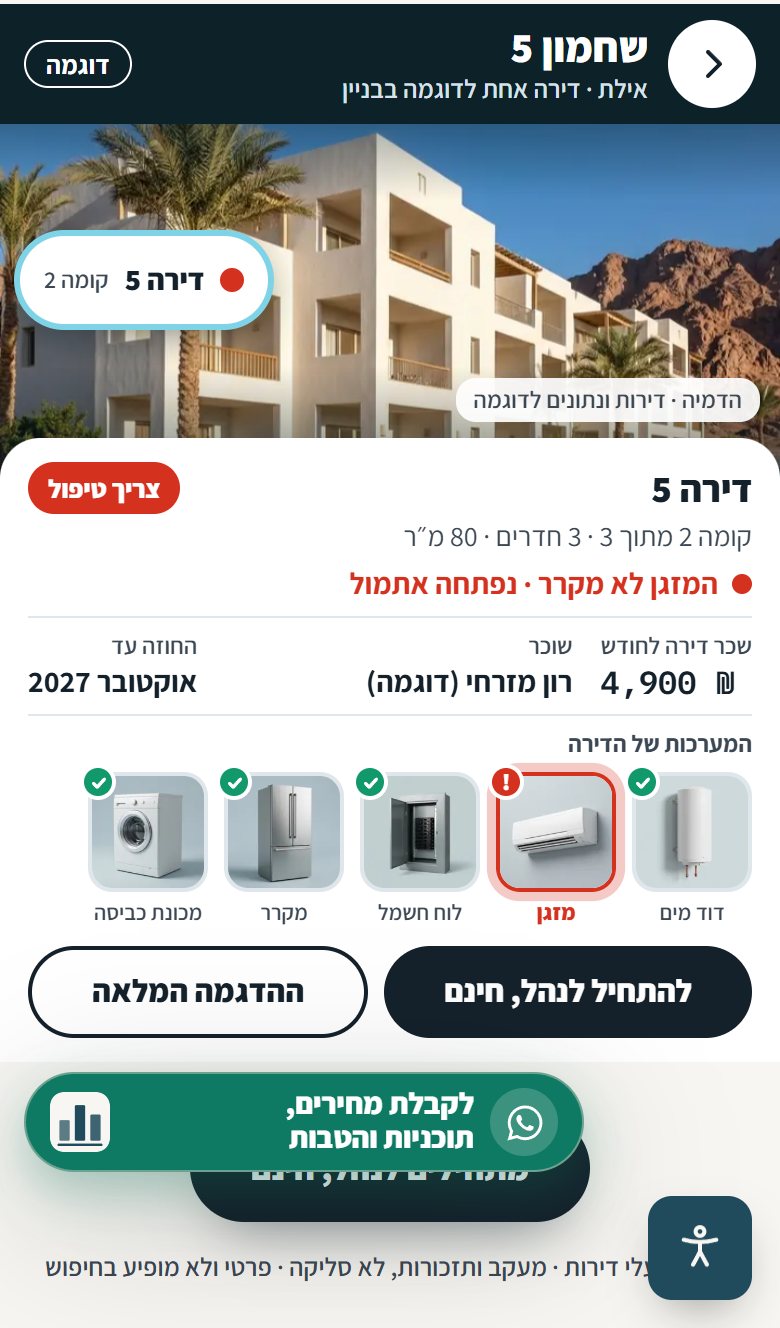 שחמון 5
אילת · דירה אחת לדוגמה בבניין
דוגמה
דירה 5 קומה 2
הדמיה · דירות ונתונים לדוגמה
דירה 5
צריך טיפול
קומה 2 מתוך 3 · 3 חדרים · 80 מ״ר
המזגן לא מקרר · נפתחה אתמול
שכר דירה לחודש
₪ 4,900
שוכר
רון מזרחי (דוגמה)
החוזה עד
אוקטובר 2027
המערכות של הדירה
דוד מים
מזגן
לוח חשמל
מקרר
מכונת כביסה
להתחיל לנהל, חינם
ההדגמה המלאה
לקבלת מחירים,
תוכניות והטבות
מתחילים לנהל, חינם
דירות · מעקב ותזכורות, לא סליקה · פרטי ולא מופיע בחיפוש